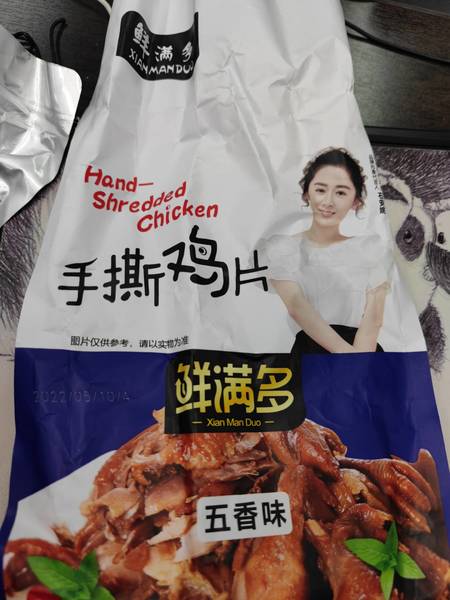 鲜满多
XIANMANDUO
Hand-
Shredded
Chicken
手撕鸡片
图片仅供参考，请以实物为准
2022/05/10/A
鲜满多
Xian Man Duo
五香味